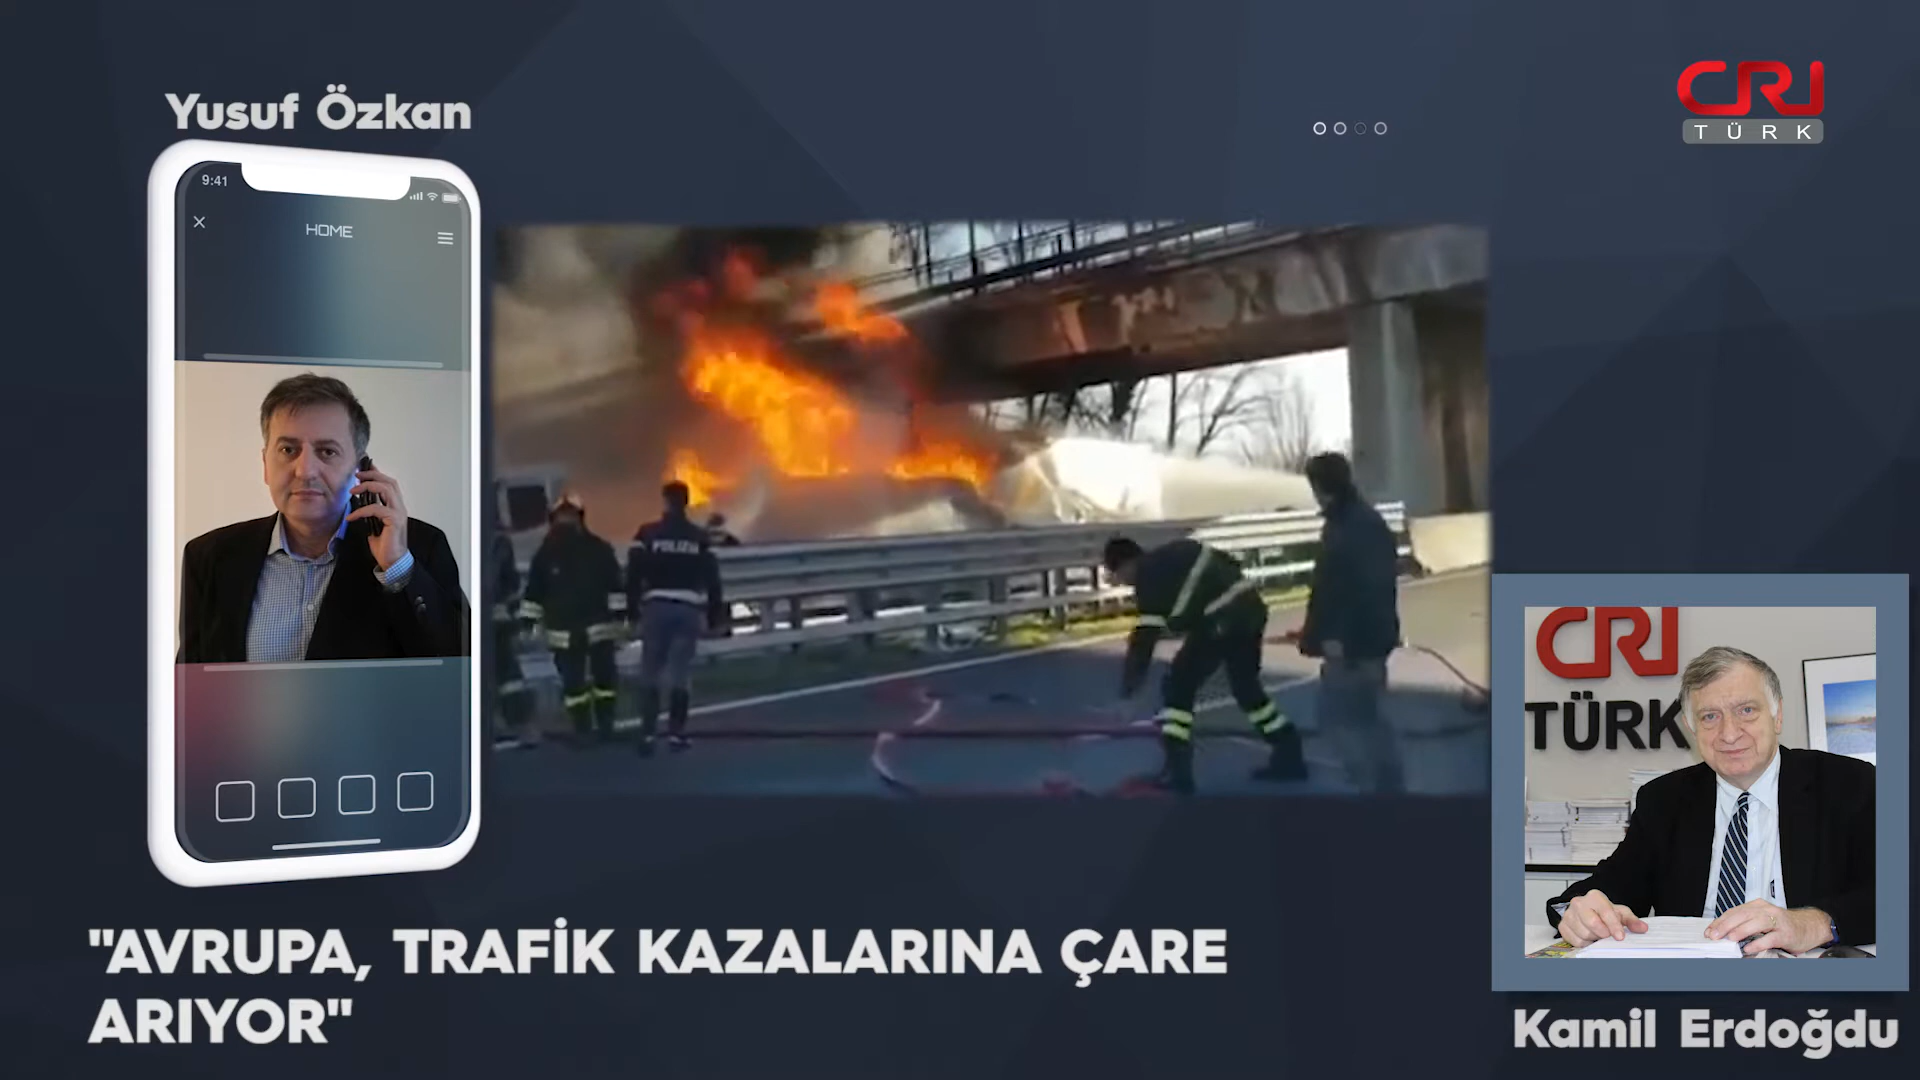 Yusuf Özkan
CRI
TÜRK
9:41
HOME
POLIZIA
CRI
TÜRK
"AVRUPA, TRAFİK KAZALARINA ÇARE
ARIYOR"
Kamil Erdoğdu